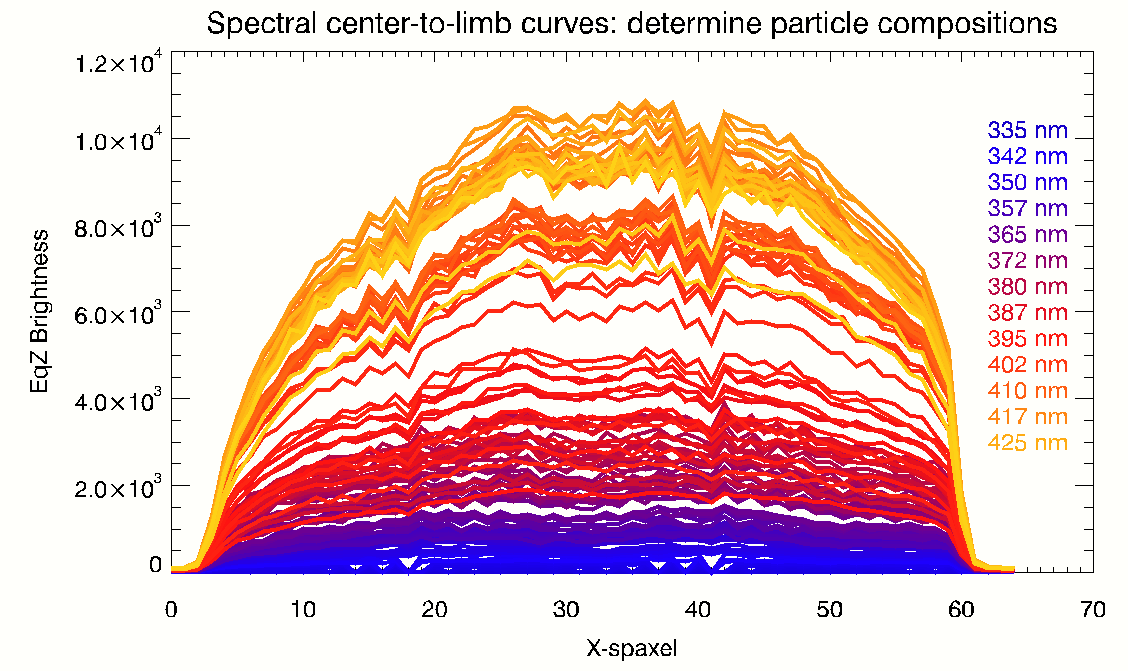 Spectral center-to-limb curves: determine particle compositions
1.2×10⁴
1.0×10⁴
8.0×10³
6.0×10³
4.0×10³
2.0×10³
0
EqZ Brightness
335 nm
342 nm
350 nm
357 nm
365 nm
372 nm
380 nm
387 nm
395 nm
402 nm
410 nm
417 nm
425 nm
0 10 20 30 40 50 60 70
X-spaxel